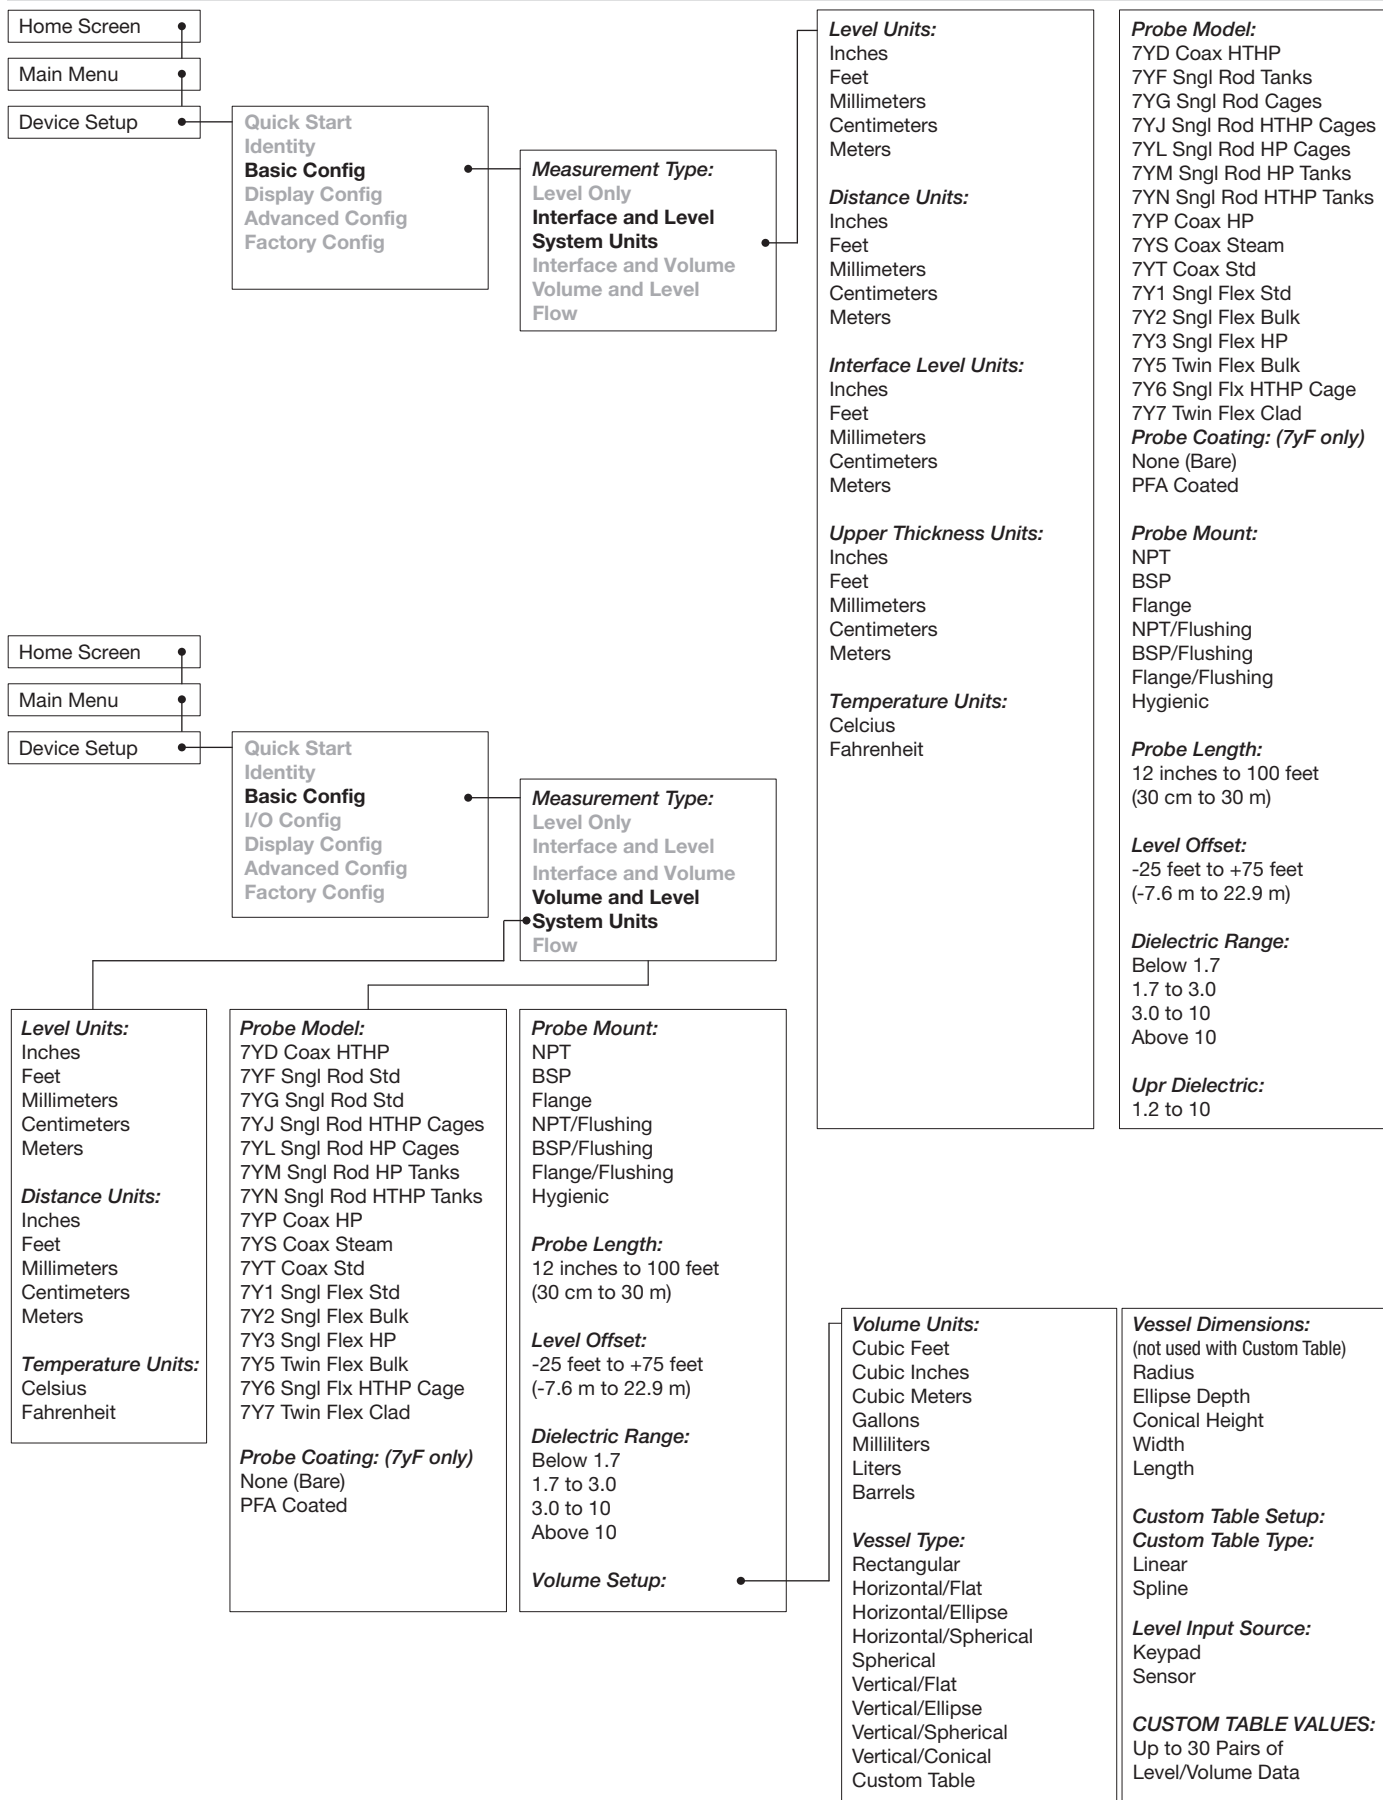 Home Screen
Main Menu
Device Setup
Quick Start
Identity
Basic Config
Display Config
Advanced Config
Factory Config
Measurement Type:
Level Only
Interface and Level
System Units
Interface and Volume
Volume and Level
Flow
Level Units:
Inches
Feet
Millimeters
Centimeters
Meters
Distance Units:
Inches
Feet
Millimeters
Centimeters
Meters
Interface Level Units:
Inches
Feet
Millimeters
Centimeters
Meters
Upper Thickness Units:
Inches
Feet
Millimeters
Centimeters
Meters
Temperature Units:
Celcius
Fahrenheit
Probe Model:
7YD Coax HTHP
7YF Sngl Rod Tanks
7YG Sngl Rod Cages
7YJ Sngl Rod HTHP Cages
7YL Sngl Rod HP Cages
7YM Sngl Rod HP Tanks
7YN Sngl Rod HTHP Tanks
7YP Coax HP
7YS Coax Steam
7YT Coax Std
7Y1 Sngl Flex Std
7Y2 Sngl Flex Bulk
7Y3 Sngl Flex HP
7Y5 Twin Flex Bulk
7Y6 Sngl Flx HTHP Cage
7Y7 Twin Flex Clad
Probe Coating: (7yF only)
None (Bare)
PFA Coated
Probe Mount:
NPT
BSP
Flange
NPT/Flushing
BSP/Flushing
Flange/Flushing
Hygienic
Probe Length:
12 inches to 100 feet
(30 cm to 30 m)
Level Offset:
-25 feet to +75 feet
(-7.6 m to 22.9 m)
Dielectric Range:
Below 1.7
1.7 to 3.0
3.0 to 10
Above 10
Upr Dielectric:
1.2 to 10
Home Screen
Main Menu
Device Setup
Quick Start
Identity
Basic Config
I/O Config
Display Config
Advanced Config
Factory Config
Measurement Type:
Level Only
Interface and Level
Interface and Volume
Volume and Level
System Units
Flow
Level Units:
Inches
Feet
Millimeters
Centimeters
Meters
Distance Units:
Inches
Feet
Millimeters
Centimeters
Meters
Temperature Units:
Celsius
Fahrenheit
Probe Model:
7YD Coax HTHP
7YF Sngl Rod Std
7YG Sngl Rod Std
7YJ Sngl Rod HTHP Cages
7YL Sngl Rod HP Cages
7YM Sngl Rod HP Tanks
7YN Sngl Rod HTHP Tanks
7YP Coax HP
7YS Coax Steam
7YT Coax Std
7Y1 Sngl Flex Std
7Y2 Sngl Flex Bulk
7Y3 Sngl Flex HP
7Y5 Twin Flex Bulk
7Y6 Sngl Flx HTHP Cage
7Y7 Twin Flex Clad
Probe Coating: (7yF only)
None (Bare)
PFA Coated
Probe Mount:
NPT
BSP
Flange
NPT/Flushing
BSP/Flushing
Flange/Flushing
Hygienic
Probe Length:
12 inches to 100 feet
(30 cm to 30 m)
Level Offset:
-25 feet to +75 feet
(-7.6 m to 22.9 m)
Dielectric Range:
Below 1.7
1.7 to 3.0
3.0 to 10
Above 10
Volume Setup:
Volume Units:
Cubic Feet
Cubic Inches
Cubic Meters
Gallons
Milliliters
Liters
Barrels
Vessel Type:
Rectangular
Horizontal/Flat
Horizontal/Ellipse
Horizontal/Spherical
Spherical
Vertical/Flat
Vertical/Ellipse
Vertical/Spherical
Vertical/Conical
Custom Table
Vessel Dimensions:
(not used with Custom Table)
Radius
Ellipse Depth
Conical Height
Width
Length
Custom Table Setup:
Custom Table Type:
Linear
Spline
Level Input Source:
Keypad
Sensor
CUSTOM TABLE VALUES:
Up to 30 Pairs of
Level/Volume Data